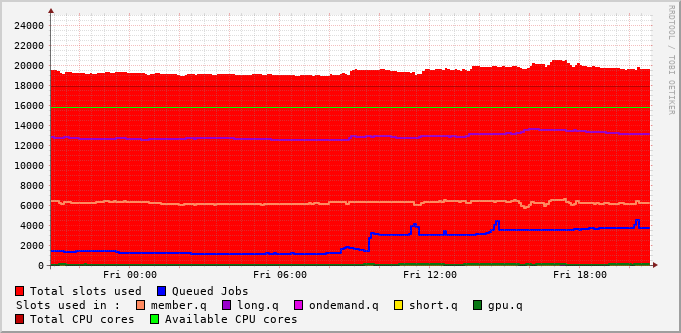 24000
22000
20000
18000
16000
14000
12000
10000
8000
6000
4000
2000
0
Fri 00:00 Fri 06:00 Fri 12:00 Fri 18:00
RRDTOOL / TOBI OETIKER
Total slots used Queued Jobs
Slots used in : member.q long.q ondemand.q short.q gpu.q
Total CPU cores Available CPU cores